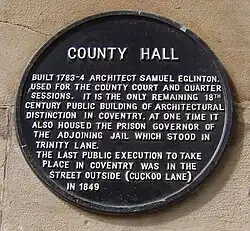 COUNTY HALL
BUILT 1783-4 ARCHITECT SAMUEL EGLINTON.
USED FOR THE COUNTY COURT AND QUARTER
SESSIONS. IT IS THE ONLY REMAINING 18TH
CENTURY PUBLIC BUILDING OF ARCHITECTURAL
DISTINCTION IN COVENTRY. AT ONE TIME IT
ALSO HOUSED THE PRISON GOVERNOR OF
THE ADJOINING JAIL WHICH STOOD IN
TRINITY LANE.
THE LAST PUBLIC EXECUTION TO TAKE
PLACE IN COVENTRY WAS IN THE
STREET OUTSIDE (CUCKOO LANE)
IN 1849